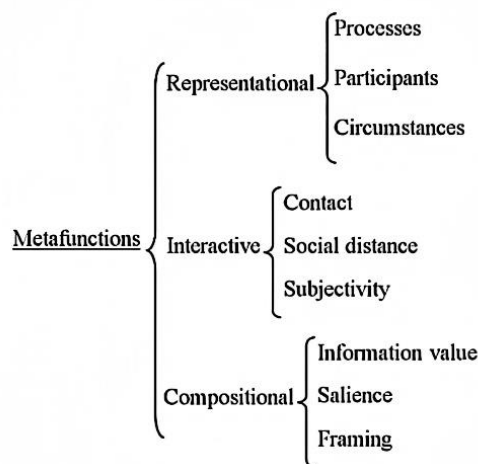 Processes
Representational
Participants
Circumstances
Contact
Metafunctions
Interactive
Social distance
Subjectivity
Information value
Compositional
Salience
Framing